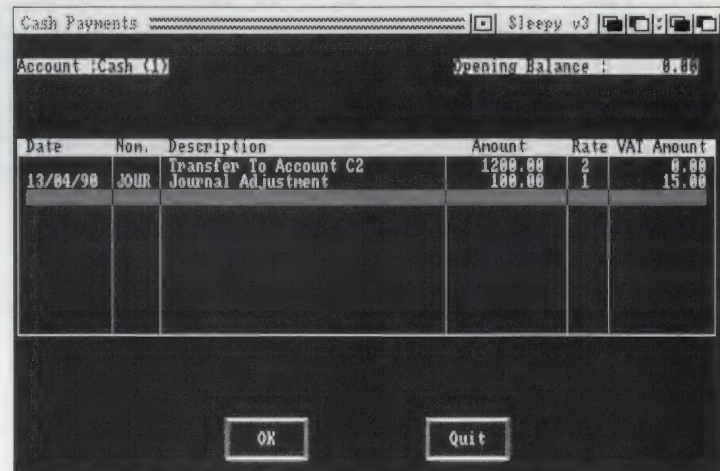 Cash Payments Sleepy v3
Account :Cash (1) Opening Balance : 0.00
Date Nom. Description Amount Rate VAT Amount
Transfer To Account C2 1200.00 2 0.00
13/04/90 JOUR Journal Adjustment 100.00 1 15.00
OK Quit